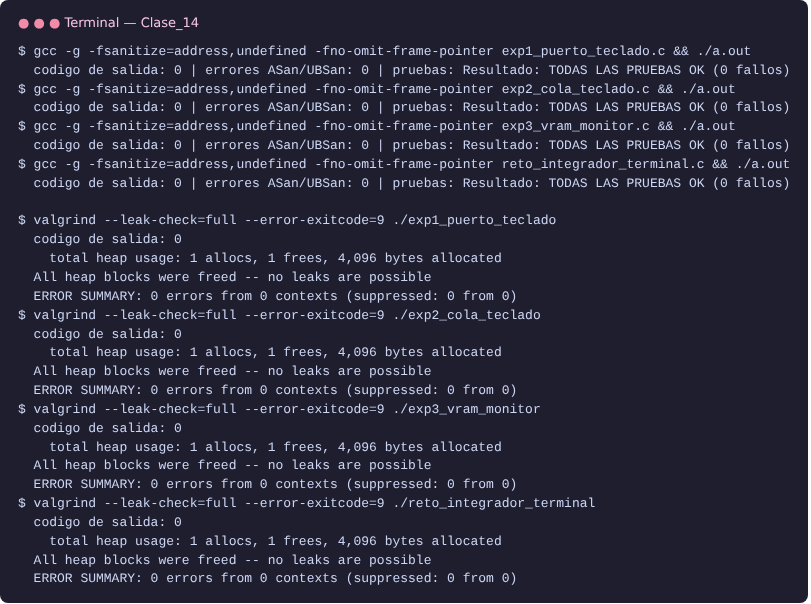 Terminal — Clase_14
$ gcc -g -fsanitize=address,undefined -fno-omit-frame-pointer exp1_puerto_teclado.c && ./a.out
codigo de salida: 0 | errores ASan/UBSan: 0 | pruebas: Resultado: TODAS LAS PRUEBAS OK (0 fallos)
$ gcc -g -fsanitize=address,undefined -fno-omit-frame-pointer exp2_cola_teclado.c && ./a.out
codigo de salida: 0 | errores ASan/UBSan: 0 | pruebas: Resultado: TODAS LAS PRUEBAS OK (0 fallos)
$ gcc -g -fsanitize=address,undefined -fno-omit-frame-pointer exp3_vram_monitor.c && ./a.out
codigo de salida: 0 | errores ASan/UBSan: 0 | pruebas: Resultado: TODAS LAS PRUEBAS OK (0 fallos)
$ gcc -g -fsanitize=address,undefined -fno-omit-frame-pointer reto_integrador_terminal.c && ./a.out
codigo de salida: 0 | errores ASan/UBSan: 0 | pruebas: Resultado: TODAS LAS PRUEBAS OK (0 fallos)
$ valgrind --leak-check=full --error-exitcode=9 ./exp1_puerto_teclado
codigo de salida: 0
total heap usage: 1 allocs, 1 frees, 4,096 bytes allocated
All heap blocks were freed -- no leaks are possible
ERROR SUMMARY: 0 errors from 0 contexts (suppressed: 0 from 0)
$ valgrind --leak-check=full --error-exitcode=9 ./exp2_cola_teclado
codigo de salida: 0
total heap usage: 1 allocs, 1 frees, 4,096 bytes allocated
All heap blocks were freed -- no leaks are possible
ERROR SUMMARY: 0 errors from 0 contexts (suppressed: 0 from 0)
$ valgrind --leak-check=full --error-exitcode=9 ./exp3_vram_monitor
codigo de salida: 0
total heap usage: 1 allocs, 1 frees, 4,096 bytes allocated
All heap blocks were freed -- no leaks are possible
ERROR SUMMARY: 0 errors from 0 contexts (suppressed: 0 from 0)
$ valgrind --leak-check=full --error-exitcode=9 ./reto_integrador_terminal
codigo de salida: 0
total heap usage: 1 allocs, 1 frees, 4,096 bytes allocated
All heap blocks were freed -- no leaks are possible
ERROR SUMMARY: 0 errors from 0 contexts (suppressed: 0 from 0)